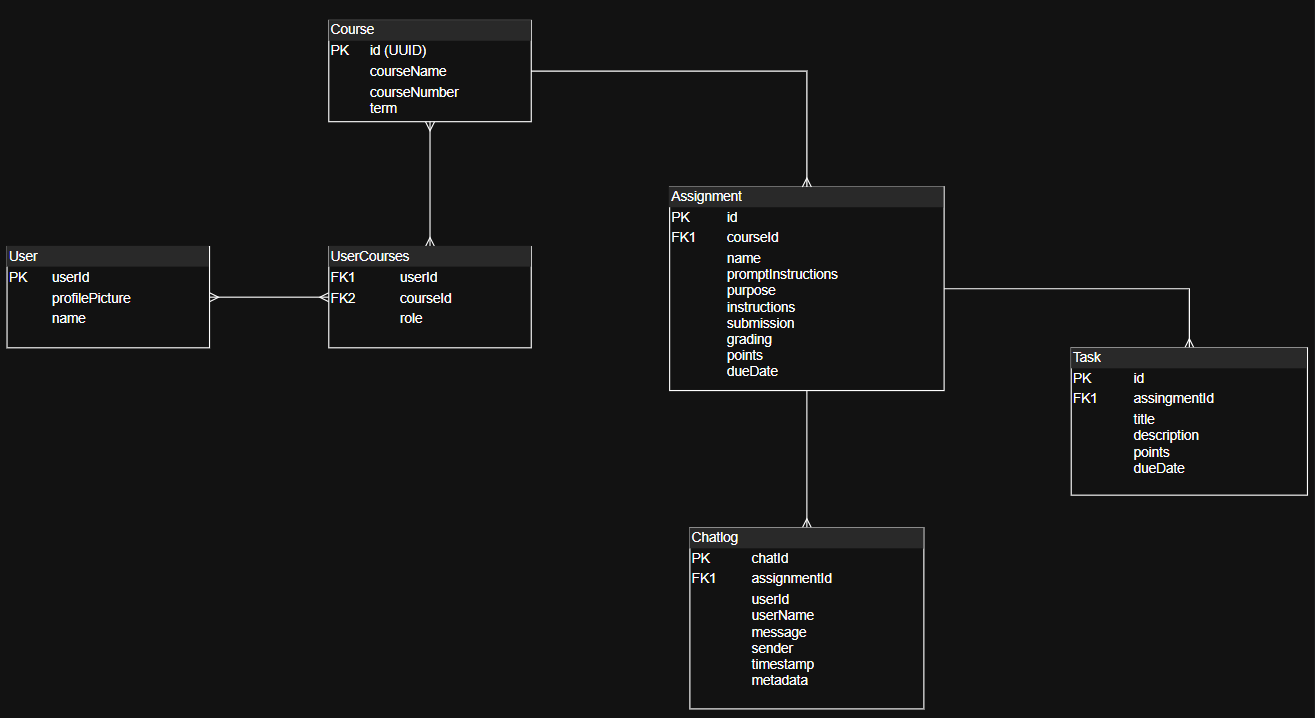 Course
PK id (UUID)
courseName
courseNumber
term
User
PK userId
profilePicture
name
UserCourses
FK1 userId
FK2 courseId
role
Assignment
PK id
FK1 courseId
name
promptInstructions
purpose
instructions
submission
grading
points
dueDate
Task
PK id
FK1 assingmentId
title
description
points
dueDate
Chatlog
PK chatId
FK1 assignmentId
userId
userName
message
sender
timestamp
metadata